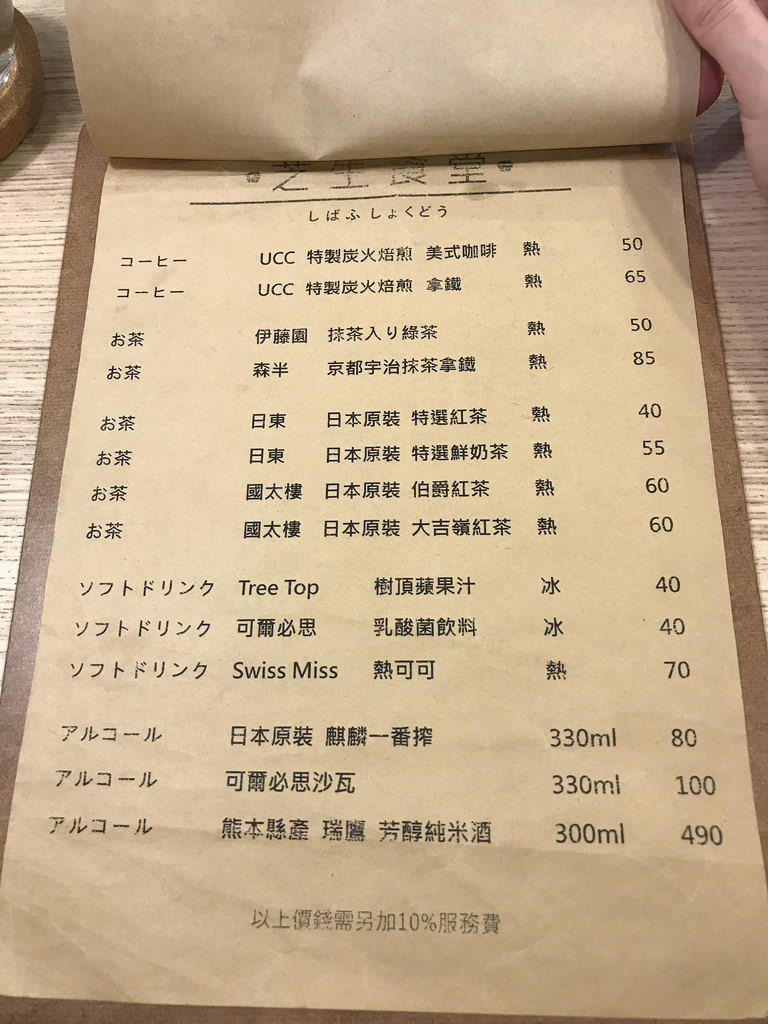 芝生食堂
しばふしょくどう
コーヒー UCC 特製炭火焙煎 美式咖啡 熱 50
コーヒー UCC 特製炭火焙煎 拿鐵 熱 65
お茶 伊藤園 抹茶入り綠茶 熱 50
お茶 森半 京都宇治抹茶拿鐵 熱 85
お茶 日東 日本原裝 特選紅茶 熱 40
お茶 日東 日本原裝 特選鮮奶茶 熱 55
お茶 國太樓 日本原裝 伯爵紅茶 熱 60
お茶 國太樓 日本原裝 大吉嶺紅茶 熱 60
ソフトドリンク Tree Top 樹頂蘋果汁 冰 40
ソフトドリンク 可爾必思 乳酸菌飲料 冰 40
ソフトドリンク Swiss Miss 熱可可 熱 70
アルコール 日本原裝 麒麟一番搾 330ml 80
アルコール 可爾必思沙瓦 330ml 100
アルコール 熊本縣產 瑞鷹 芳醇純米酒 300ml 490
以上價錢需另加10%服務費